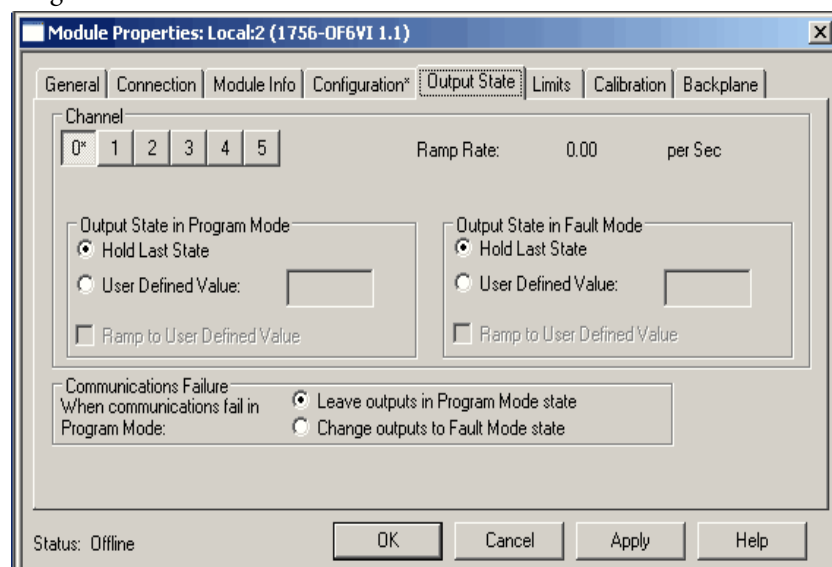 Module Properties: Local:2 (1756-OF6VI 1.1)
General Connection Module Info Configuration* Output State Limits Calibration Backplane
Channel
0* 1 2 3 4 5 Ramp Rate: 0.00 per Sec
Output State in Program Mode
Hold Last State
User Defined Value:
Ramp to User Defined Value
Output State in Fault Mode
Hold Last State
User Defined Value:
Ramp to User Defined Value
Communications Failure
When communications fail in
Program Mode:
Leave outputs in Program Mode state
Change outputs to Fault Mode state
Status: Offline
OK Cancel Apply Help